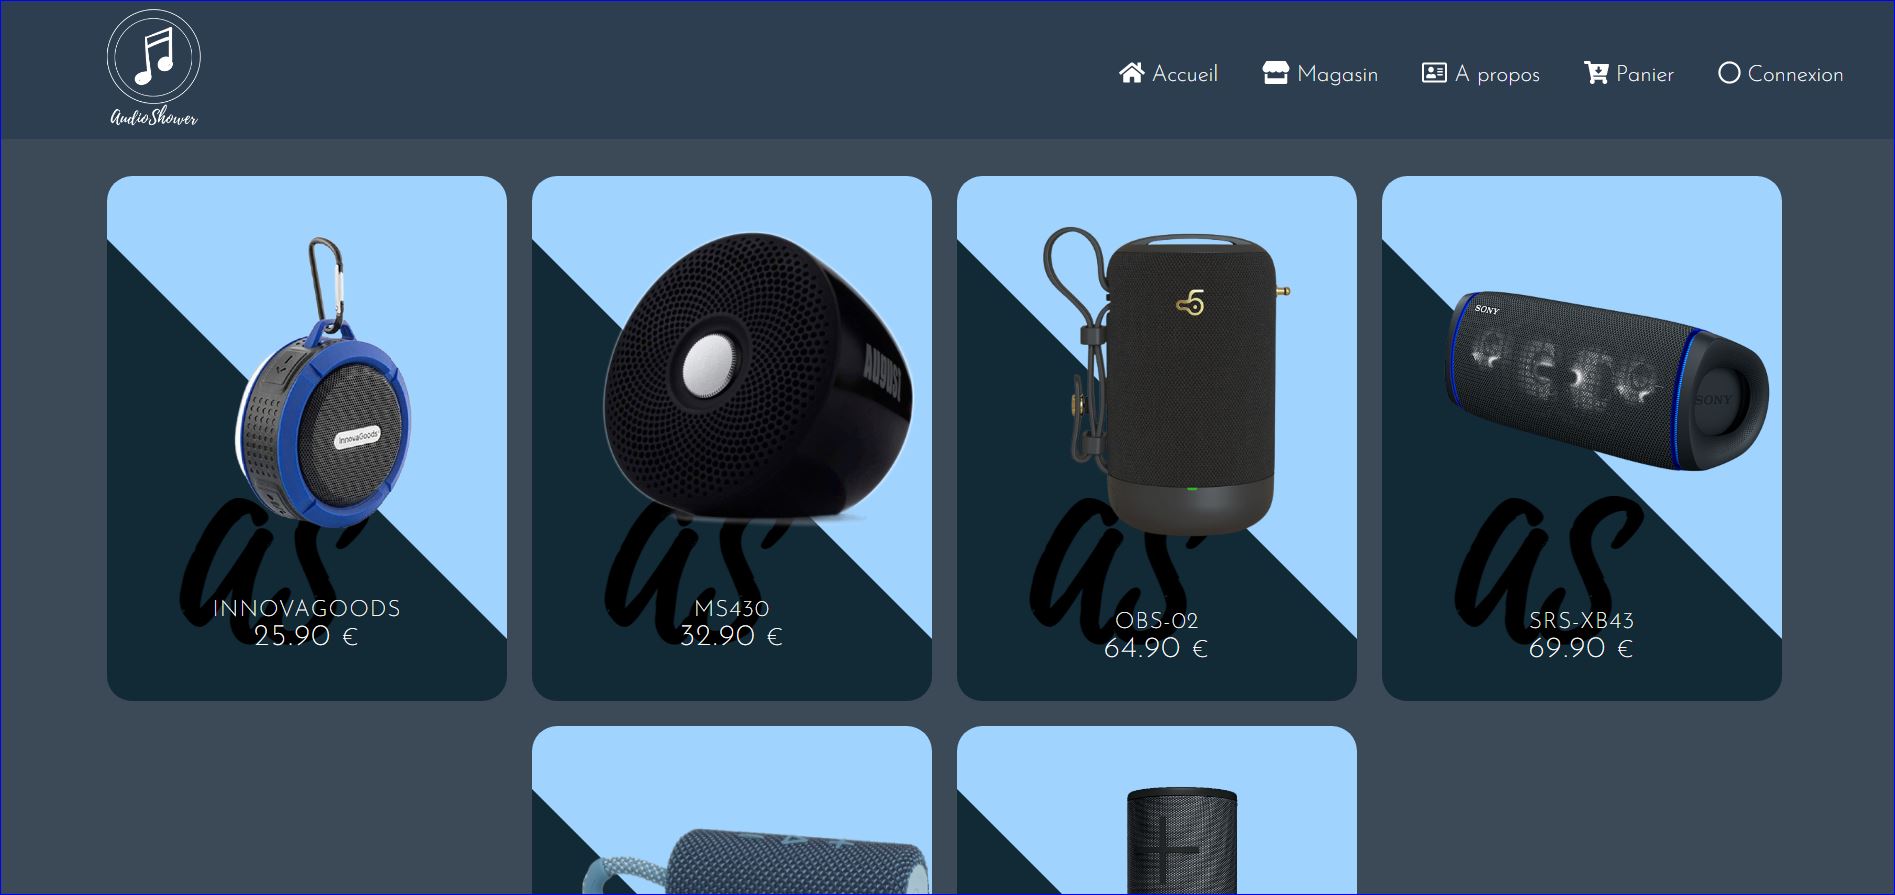 AudioShower
Accueil
Magasin
A propos
Panier
Connexion
InnovaGoods
as
INNOVAGOODS
25.90 €
AUGUST
as
MS430
32.90 €
as
OBS-02
64.90 €
SONY
SONY
as
SRS-XB43
69.90 €